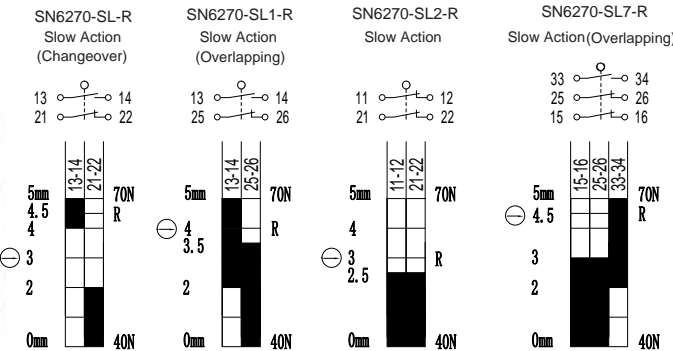 SN6270-SL-R
Slow Action
(Changeover)
13 14
21 22
13-14 21-22
5mm 70N
4.5 R
4
3
2
0mm 40N
SN6270-SL1-R
Slow Action
(Overlapping)
13 14
25 26
13-14 25-26
5mm 70N
4 R
3.5
2
0mm 40N
SN6270-SL2-R
Slow Action
11 12
21 22
11-12 21-22
5mm 70N
4
3 R
2.5
0mm 40N
SN6270-SL7-R
Slow Action(Overlapping)
33 34
25 26
15 16
15-16 25-26 33-34
5mm 70N
4.5 R
3
2
0mm 40N